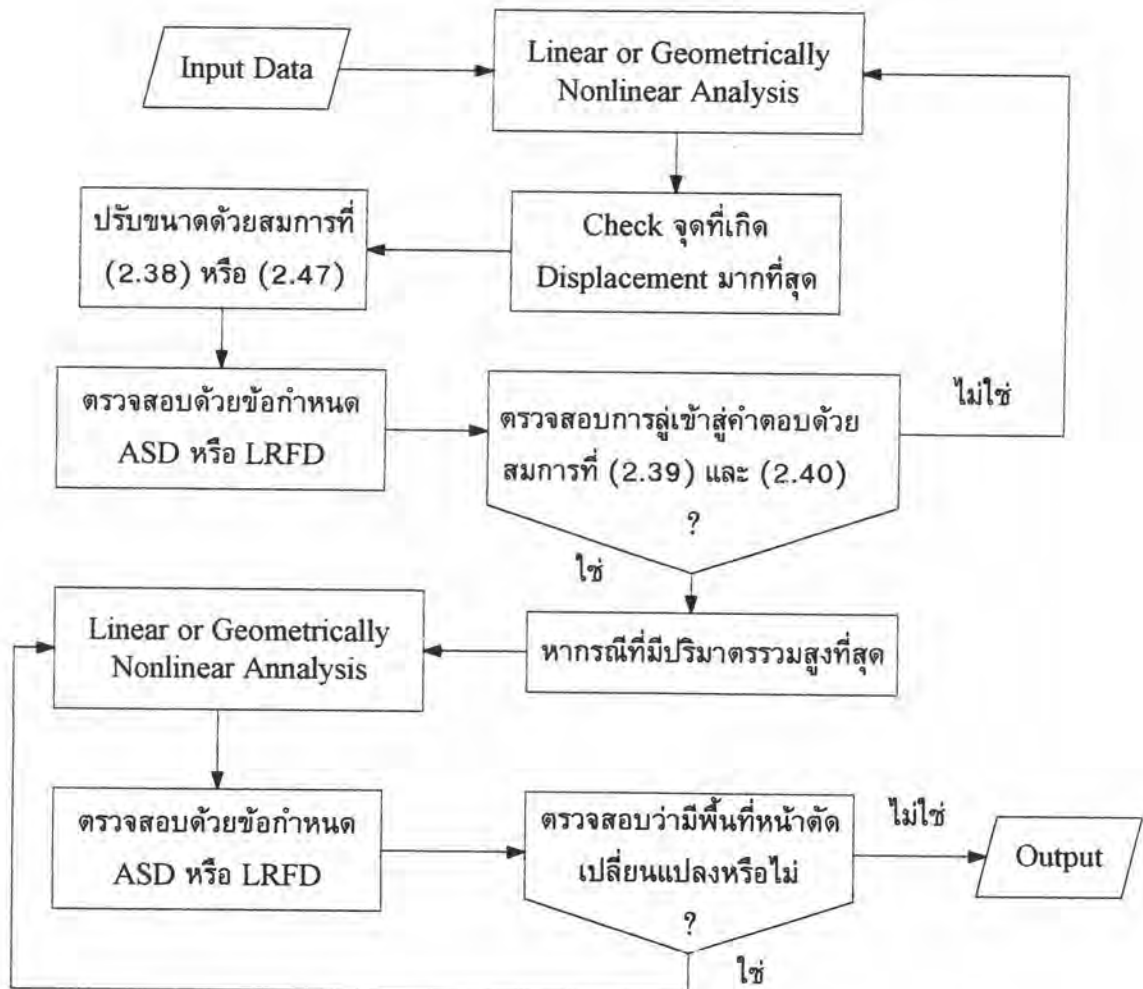 Input Data
Linear or Geometrically
Nonlinear Analysis
Check จุดที่เกิด
Displacement มากที่สุด
ปรับขนาดด้วยสมการที่
(2.38) หรือ (2.47)
ตรวจสอบด้วยข้อกำหนด
ASD หรือ LRFD
ตรวจสอบการลู่เข้าสู่คำตอบด้วย
สมการที่ (2.39) และ (2.40)
?
ไม่ใช่
ใช่
หากรณีที่มีปริมาตรรวมสูงที่สุด
Linear or Geometrically
Nonlinear Annalysis
ตรวจสอบด้วยข้อกำหนด
ASD หรือ LRFD
ตรวจสอบว่ามีพื้นที่หน้าตัด
เปลี่ยนแปลงหรือไม่
?
ไม่ใช่
Output
ใช่